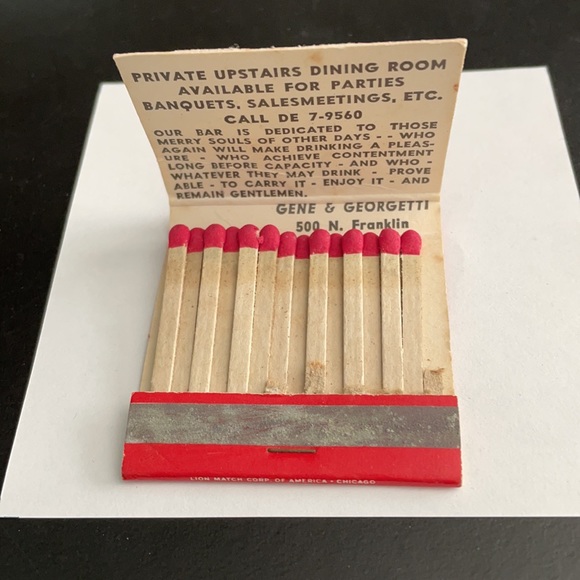 PRIVATE UPSTAIRS DINING ROOM
AVAILABLE FOR PARTIES
BANQUETS, SALESMEETINGS, ETC.
CALL DE 7-9560
OUR BAR IS DEDICATED TO THOSE
MERRY SOULS OF OTHER DAYS - - WHO
AGAIN WILL MAKE DRINKING A PLEAS-
URE - WHO ACHIEVE CONTENTMENT
LONG BEFORE CAPACITY - AND WHO -
WHATEVER THEY MAY DRINK - PROVE
ABLE - TO CARRY IT - ENJOY IT - AND
REMAIN GENTLEMEN.
GENE & GEORGETTI
500 N. Franklin
LION MATCH CORP. OF AMERICA • CHICAGO